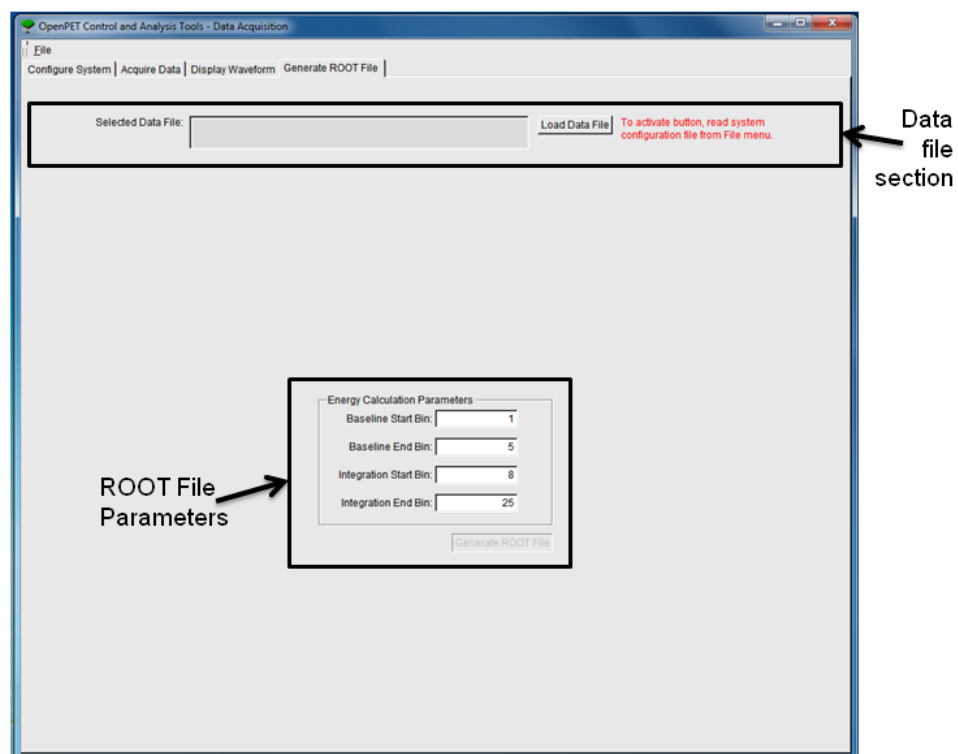 OpenPET Control and Analysis Tools - Data Acquisition
File
Configure System Acquire Data Display Waveform Generate ROOT File
Selected Data File: Load Data File To activate button, read system
configuration file from File menu.
Data
file
section
Energy Calculation Parameters
Baseline Start Bin: 1
Baseline End Bin: 5
Integration Start Bin: 8
Integration End Bin: 25
Generate ROOT File
ROOT File
Parameters